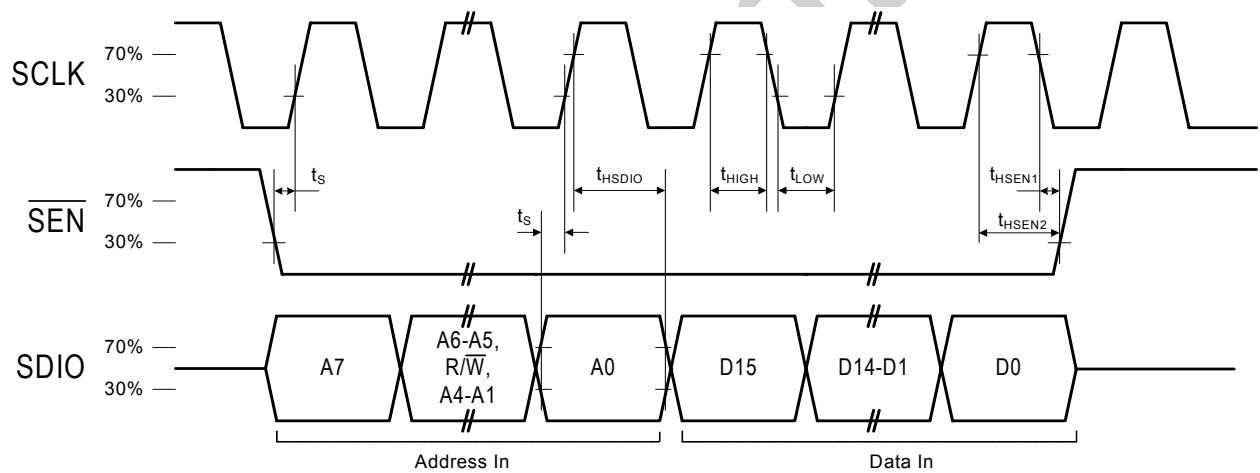 SCLK
70%
30%
SEN
70%
30%
tS
tS
tHSDIO
tHIGH
tLOW
tHSEN1
tHSEN2
SDIO
70%
30%
A7
A6-A5,
R/W,
A4-A1
A0
D15
D14-D1
D0
Address In
Data In